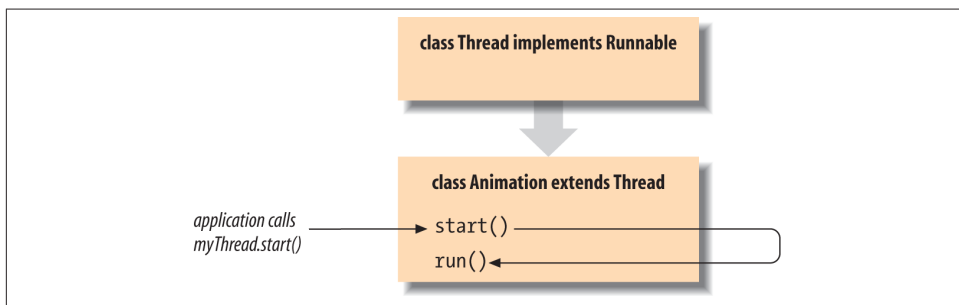 class Thread implements Runnable
class Animation extends Thread
application calls
myThread.start()
start()
run()